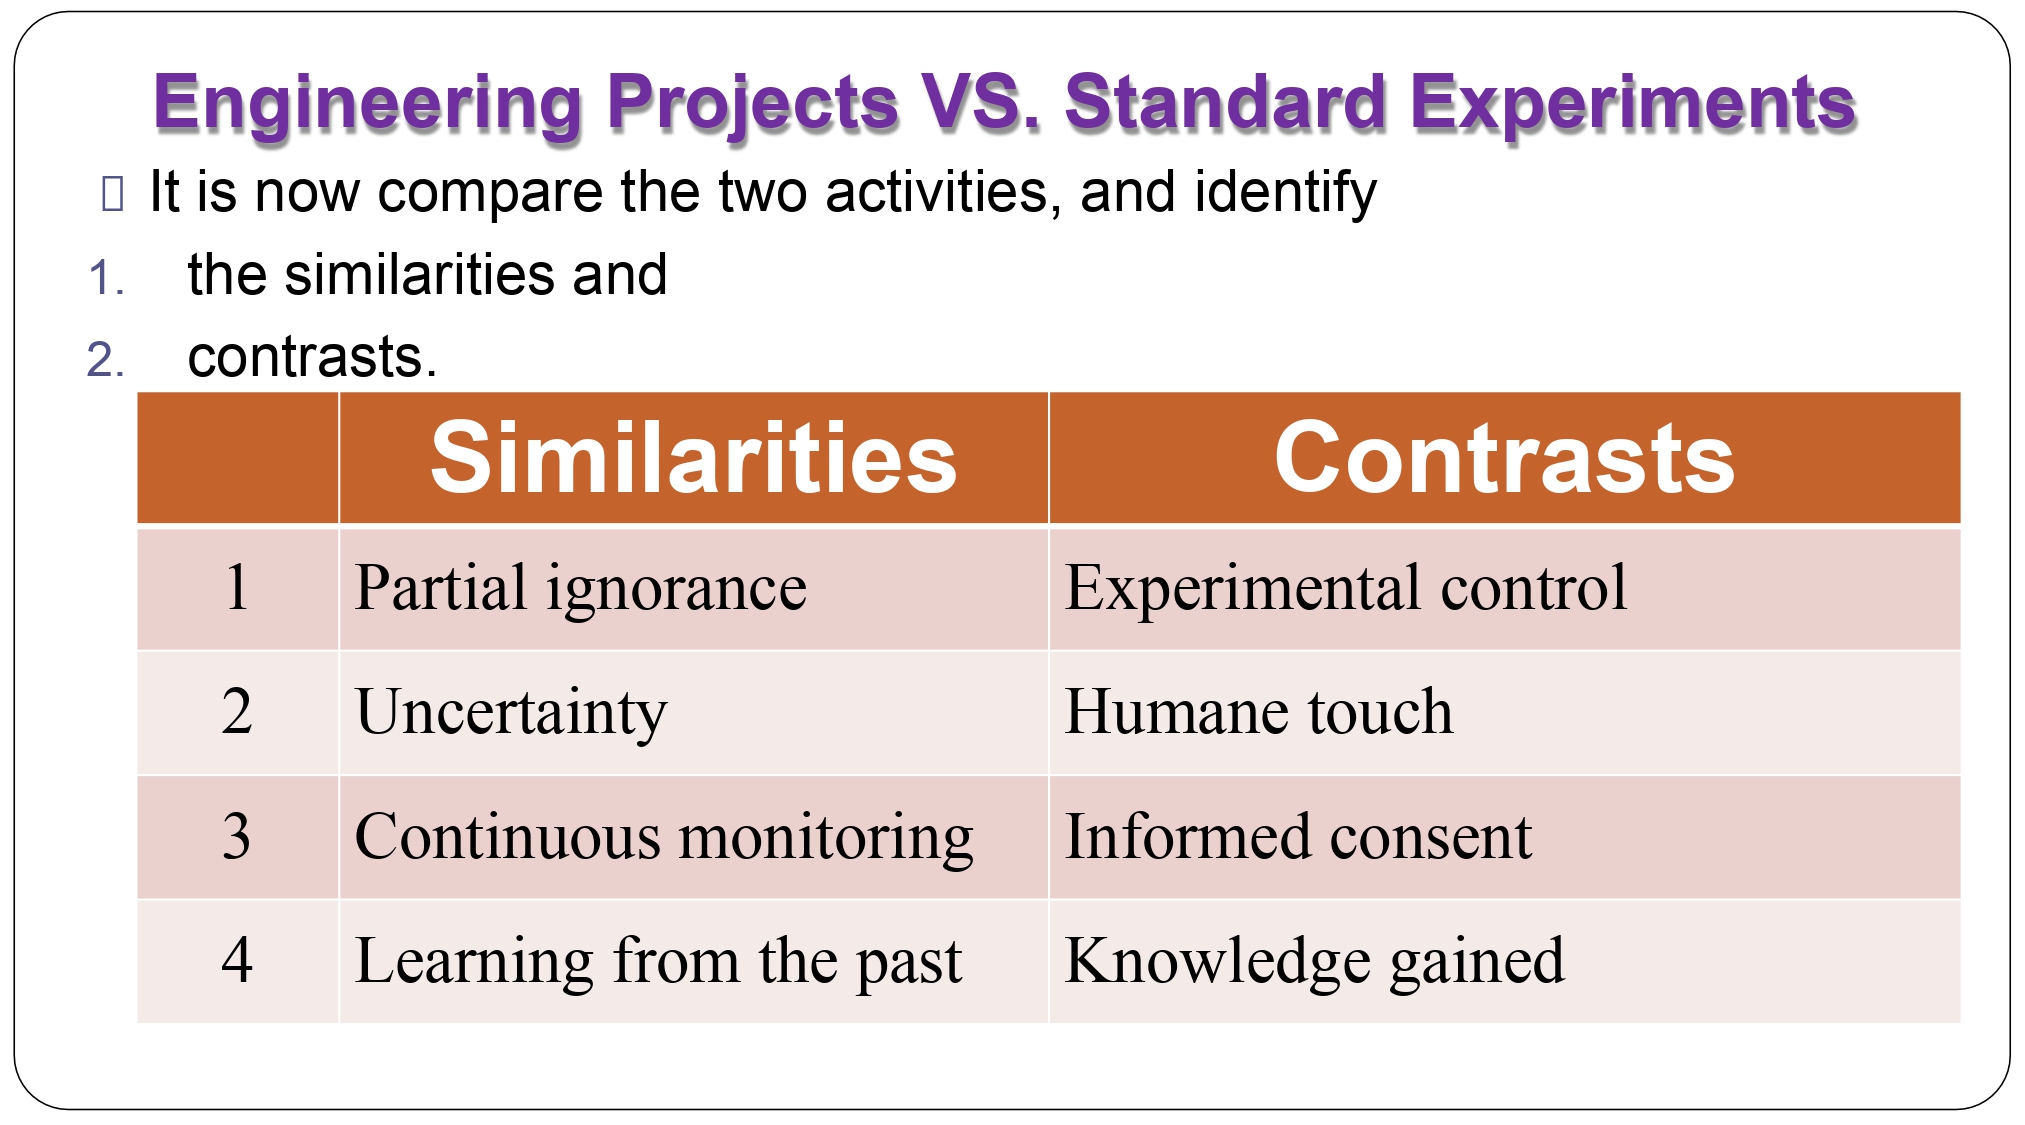 Engineering Projects VS. Standard Experiments
It is now compare the two activities, and identify
1. the similarities and
2. contrasts.
Similarities Contrasts
1 Partial ignorance Experimental control
2 Uncertainty Humane touch
3 Continuous monitoring Informed consent
4 Learning from the past Knowledge gained